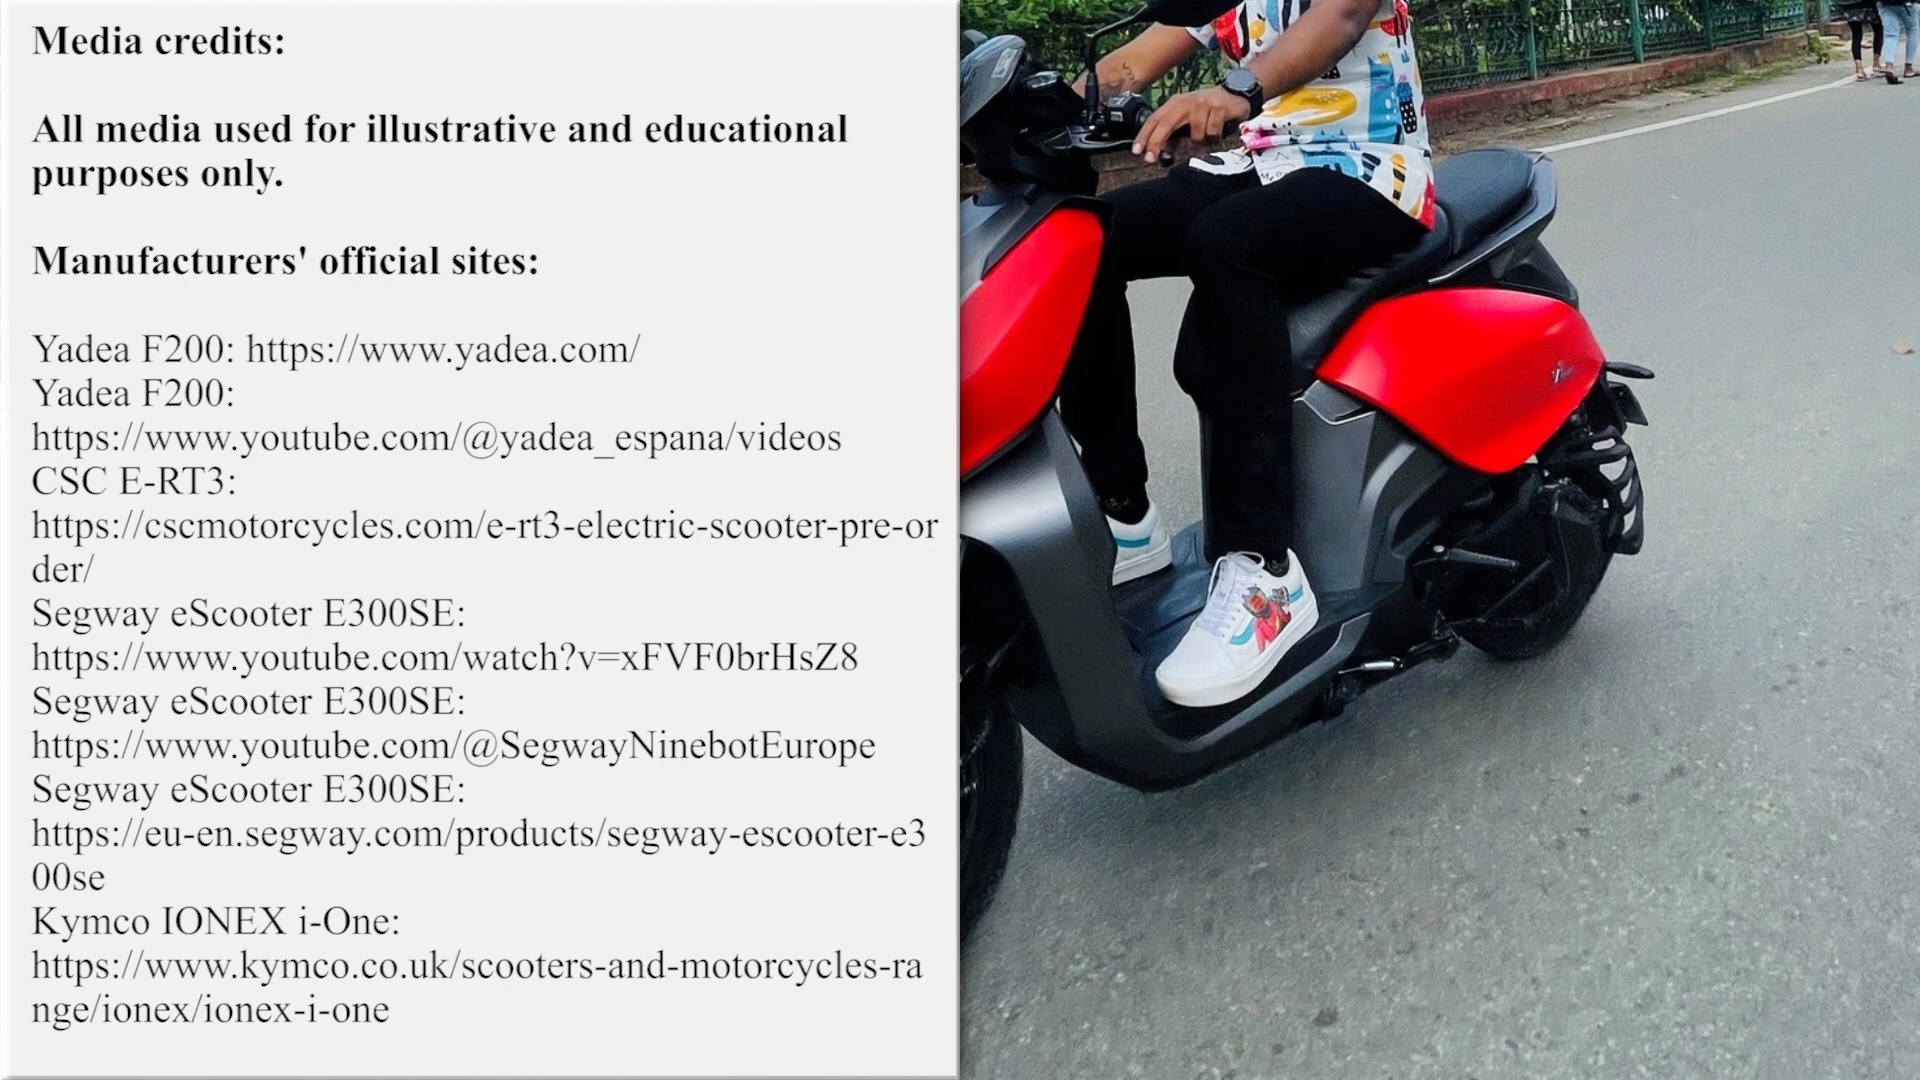 Media credits:
All media used for illustrative and educational
purposes only.
Manufacturers' official sites:
Yadea F200: https://www.yadea.com/
Yadea F200:
https://www.youtube.com/@yadea_espana/videos
CSC E-RT3:
https://cscmotorcycles.com/e-rt3-electric-scooter-pre-or
der/
Segway eScooter E300SE:
https://www.youtube.com/watch?v=xFVF0brHsZ8
Segway eScooter E300SE:
https://www.youtube.com/@SegwayNinebotEurope
Segway eScooter E300SE:
https://eu-en.segway.com/products/segway-escooter-e3
00se
Kymco IONEX i-One:
https://www.kymco.co.uk/scooters-and-motorcycles-ra
nge/ionex/ionex-i-one